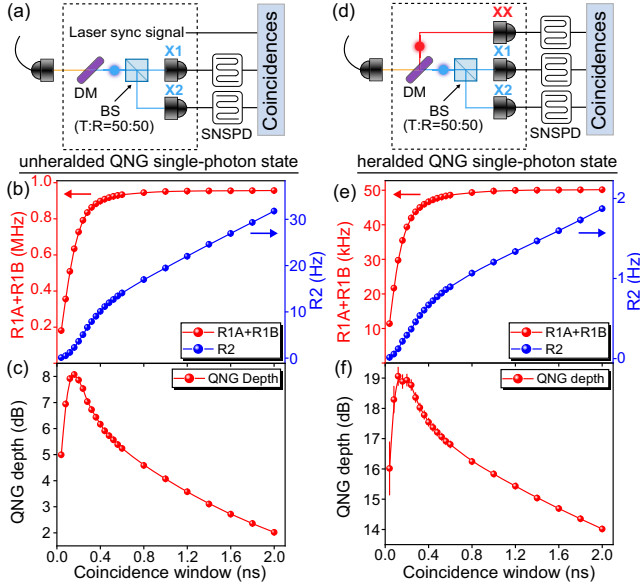 (a)
Laser sync signal
X1
DM
X2
BS
(T:R=50:50)
SNSPD
Coincidences
unheralded QNG single-photon state
(d)
XX
X1
DM
X2
BS
(T:R=50:50)
SNSPD
Coincidences
heralded QNG single-photon state
(b)
R1A+R1B (MHz)
1.0
0.8
0.6
0.4
0.2
R2 (Hz)
30
20
10
0
R1A+R1B
R2
(e)
R1A+R1B (kHz)
50
40
30
20
10
R2 (Hz)
2
1
0
R1A+R1B
R2
(c)
QNG Depth
QNG depth (dB)
9
8
7
6
5
4
3
2
1
0.0 0.4 0.8 1.2 1.6 2.0
Coincidence window (ns)
(f)
QNG depth
QNG depth (dB)
19
18
17
16
15
14
0.0 0.4 0.8 1.2 1.6 2.0
Coincidence window (ns)